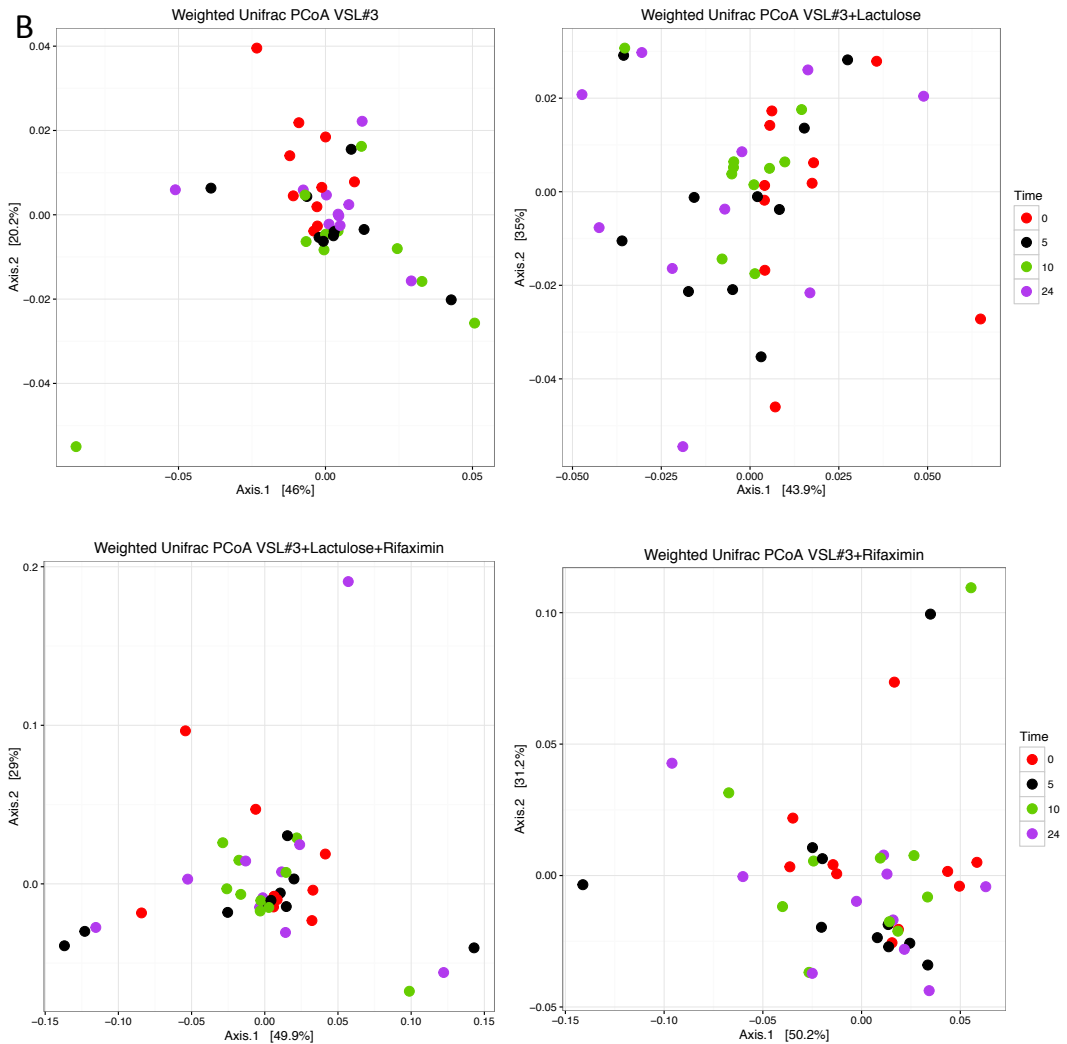 B
Weighted Unifrac PCoA VSL#3
0.04
0.02
0.00
−0.02
−0.04
Axis.2 [20.2%]
−0.05
0.00
0.05
Axis.1 [46%]
Weighted Unifrac PCoA VSL#3+Lactulose
0.02
0.00
−0.02
−0.04
Axis.2 [35%]
−0.050
−0.025
0.000
0.025
0.050
Axis.1 [43.9%]
Time
0
5
10
24
Weighted Unifrac PCoA VSL#3+Lactulose+Rifaximin
0.2
0.1
0.0
Axis.2 [29%]
−0.15
−0.10
−0.05
0.00
0.05
0.10
0.15
Axis.1 [49.9%]
Weighted Unifrac PCoA VSL#3+Rifaximin
0.10
0.05
0.00
−0.05
Axis.2 [31.2%]
−0.15
−0.10
−0.05
0.00
0.05
Axis.1 [50.2%]
Time
0
5
10
24